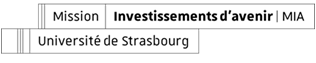 Mission Investissements d'avenir | MIA
Université de Strasbourg